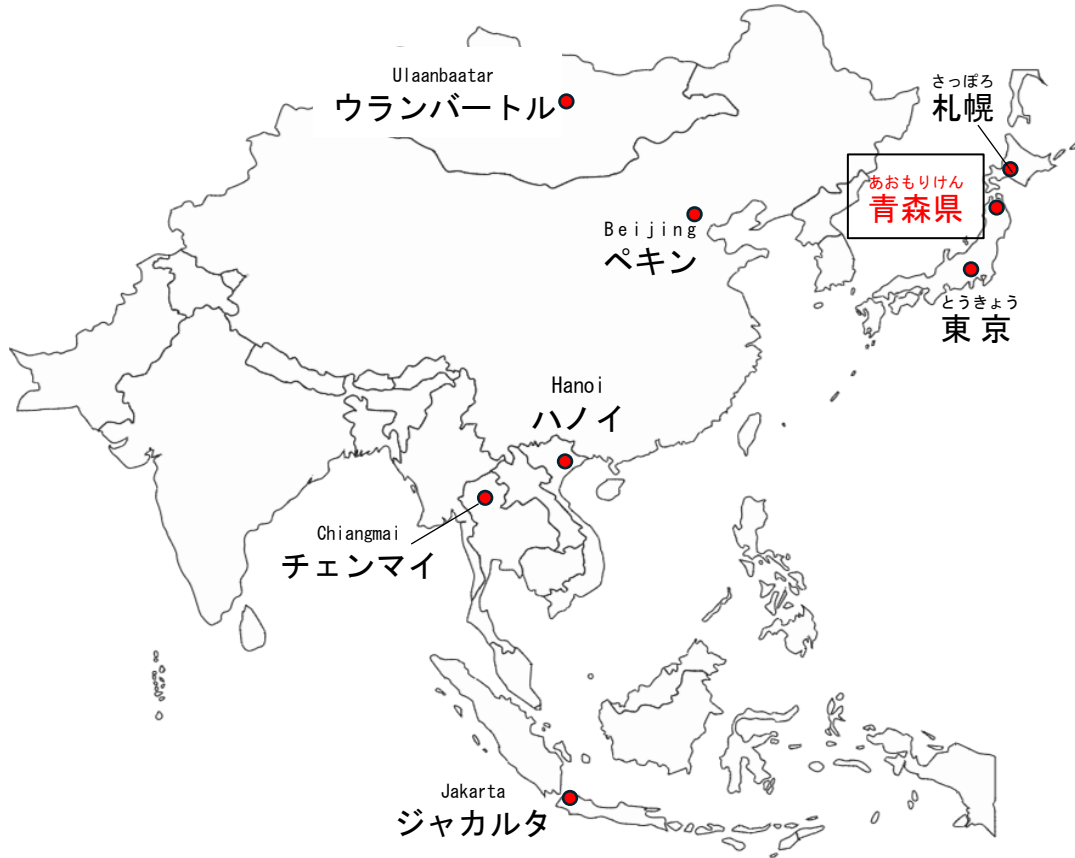 Ulaanbaatar
ウランバートル
さっぽろ
札幌
あおもりけん
青森県
Beijing
ペキン
とうきょう
東京
Hanoi
ハノイ
Chiangmai
チェンマイ
Jakarta
ジャカルタ